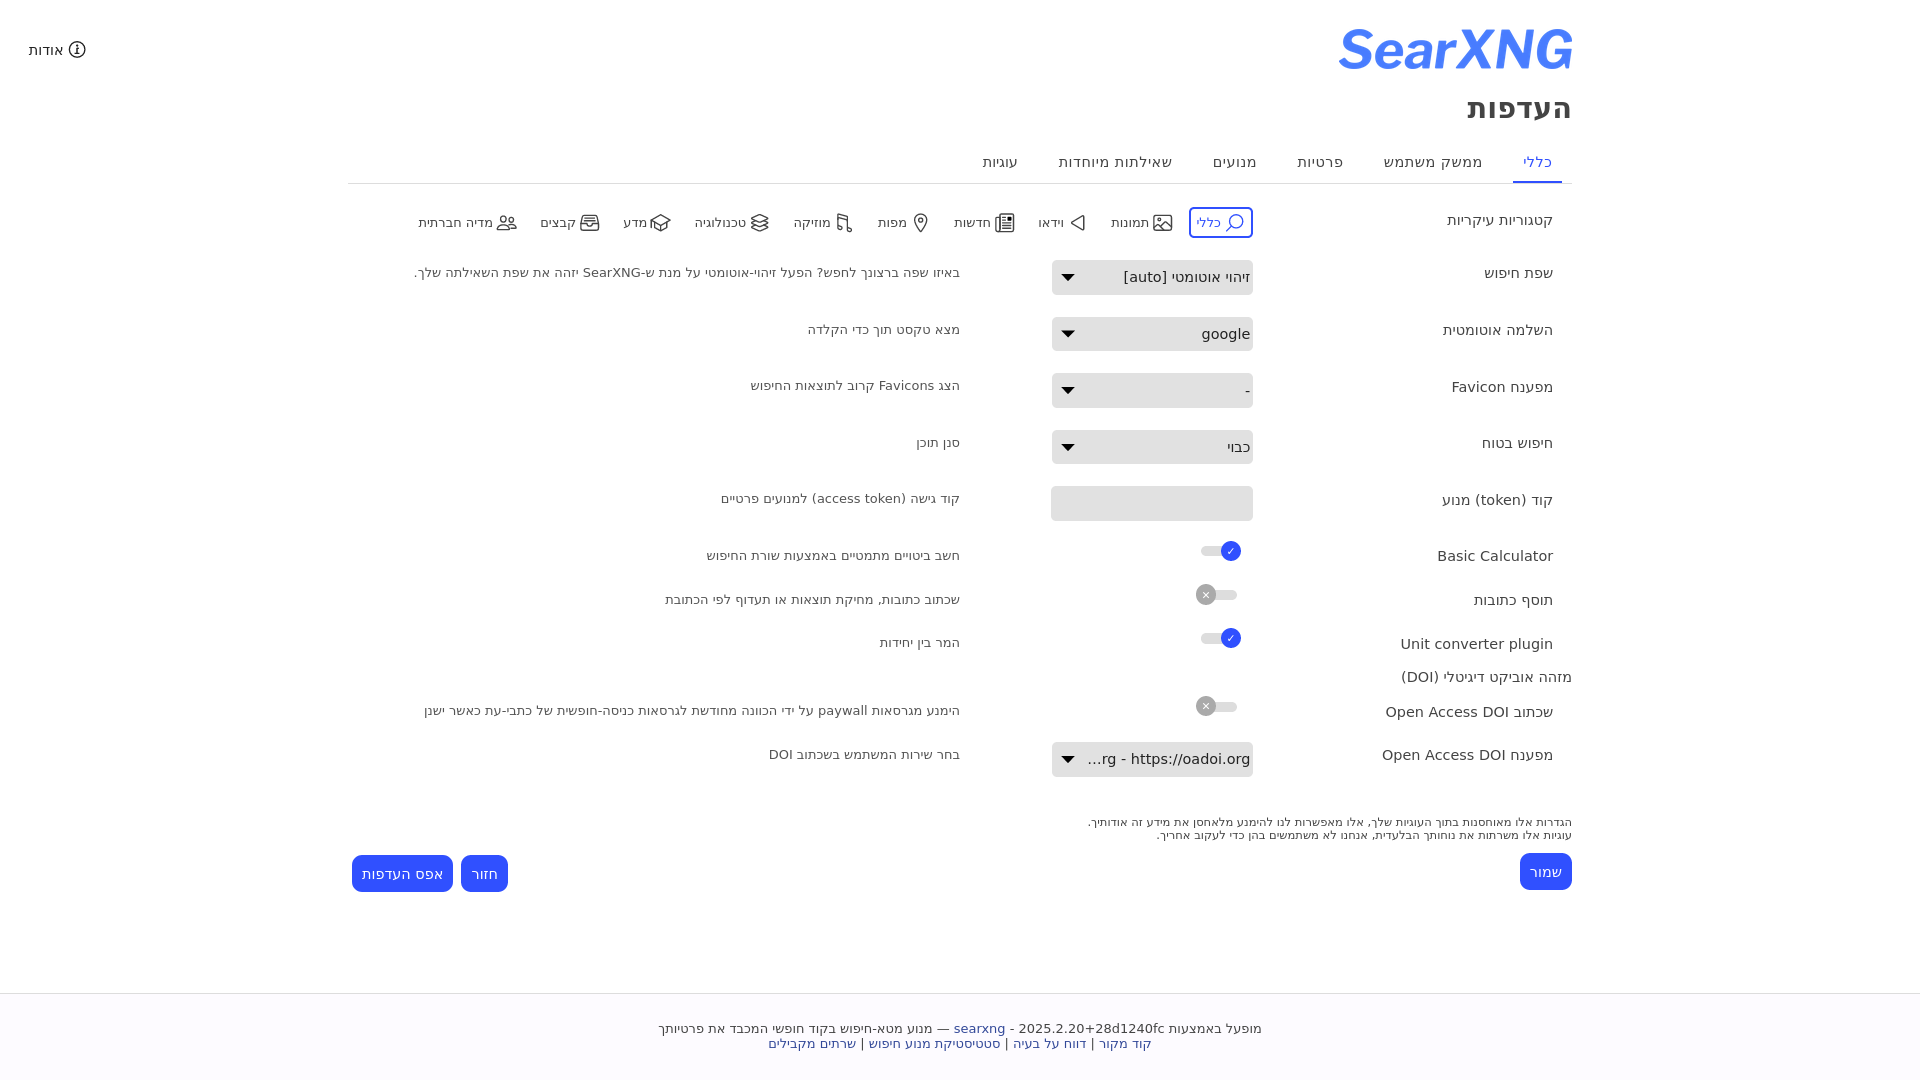 SearXNG
אודות
העדפות
כללי
ממשק משתמש
פרטיות
מנועים
שאילתות מיוחדות
עוגיות
קטגוריות עיקריות
כללי
תמונות
וידאו
חדשות
מפות
מוזיקה
טכנולוגיה
מדע
קבצים
מדיה חברתית
שפת חיפוש
זיהוי אוטומטי [auto]
באיזו שפה ברצונך לחפש? הפעל זיהוי-אוטומטי על מנת ש-SearXNG יזהה את שפת השאילתה שלך.
השלמה אוטומטית
google
מצא טקסט תוך כדי הקלדה
מפענח Favicon
-
הצג Favicons קרוב לתוצאות החיפוש
חיפוש בטוח
כבוי
סנן תוכן
קוד (token) מנוע
קוד גישה (access token) למנועים פרטיים
Basic Calculator
חשב ביטויים מתמטיים באמצעות שורת החיפוש
תוסף כתובות
שכתוב כתובות, מחיקת תוצאות או תעדוף לפי הכתובת
Unit converter plugin
המר בין יחידות
מזהה אוביקט דיגיטלי (DOI)
שכתוב Open Access DOI
הימנע מגרסאות paywall על ידי הכוונה מחודשת לגרסאות כניסה-חופשית של כתבי-עת כאשר ישנן
מפענח Open Access DOI
...rg - https://oadoi.org
בחר שירות המשתמש בשכתוב DOI
הגדרות אלו מאוחסנות בתוך העוגיות שלך, אלו מאפשרות לנו להימנע מלאחסן את מידע זה אודותיך.
עוגיות אלו משרתות את נוחותך הבלעדית, אנחנו לא משתמשים בהן כדי לעקוב אחריך.
שמור
חזור
אפס העדפות
מופעל באמצעות searxng - 2025.2.20+28d1240fc — מנוע מטא-חיפוש בקוד חופשי המכבד את פרטיותך
קוד מקור | דווח על בעיה | סטטיסטיקת מנוע חיפוש | שרתים מקבילים